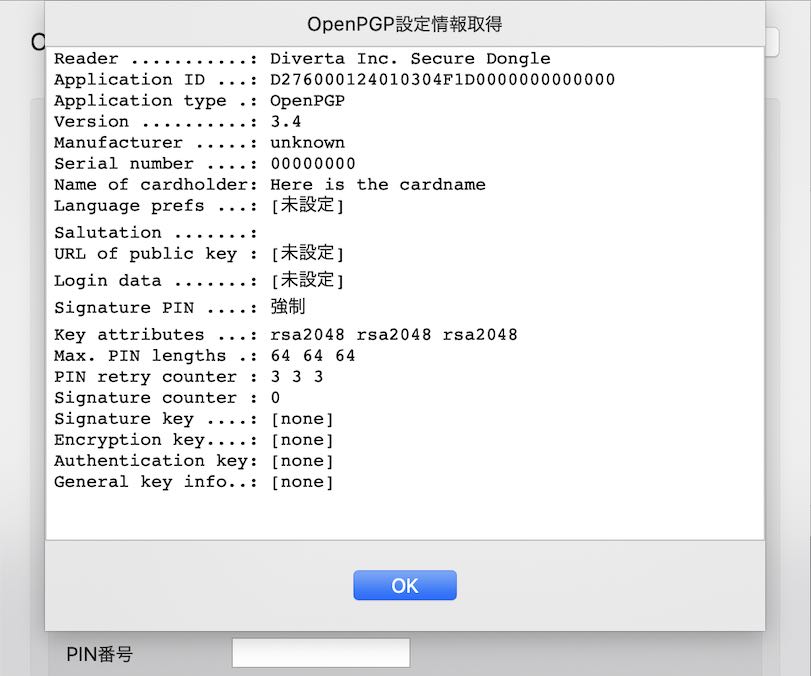 OpenPGP設定情報取得
Reader ...........: Diverta Inc. Secure Dongle
Application ID ...: D276000124010304F1D0000000000000
Application type .: OpenPGP
Version ..........: 3.4
Manufacturer .....: unknown
Serial number ....: 00000000
Name of cardholder: Here is the cardname
Language prefs ...: [未設定]
Salutation .......:
URL of public key : [未設定]
Login data .......: [未設定]
Signature PIN ....: 強制
Key attributes ...: rsa2048 rsa2048 rsa2048
Max. PIN lengths .: 64 64 64
PIN retry counter : 3 3 3
Signature counter : 0
Signature key ....: [none]
Encryption key....: [none]
Authentication key: [none]
General key info..: [none]
OK
PIN番号